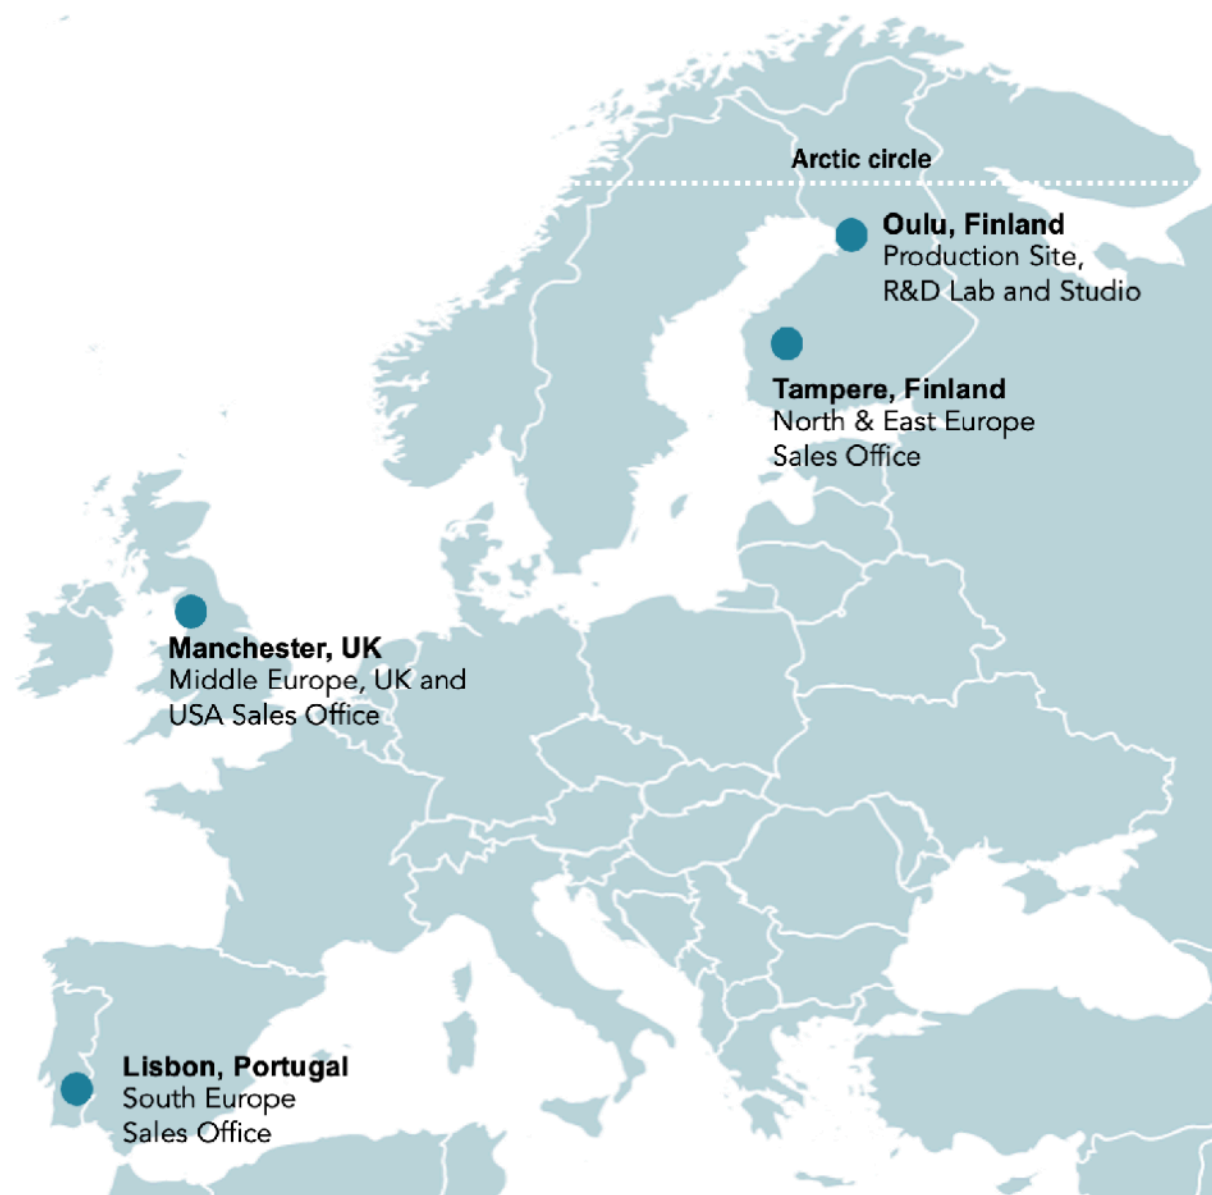 Arctic circle
Oulu, Finland
Production Site,
R&D Lab and Studio
Tampere, Finland
North & East Europe
Sales Office
Manchester, UK
Middle Europe, UK and
USA Sales Office
Lisbon, Portugal
South Europe
Sales Office